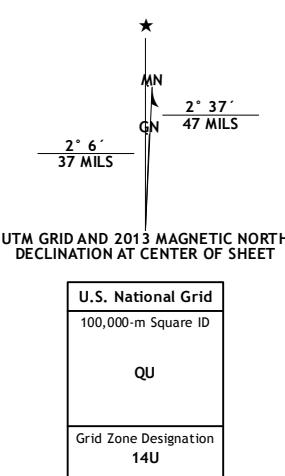 ★
MN
GN
2° 37´
47 MILS
2° 6´
37 MILS
UTM GRID AND 2013 MAGNETIC NORTH
DECLINATION AT CENTER OF SHEET
U.S. National Grid
100,000-m Square ID
QU
Grid Zone Designation
14U